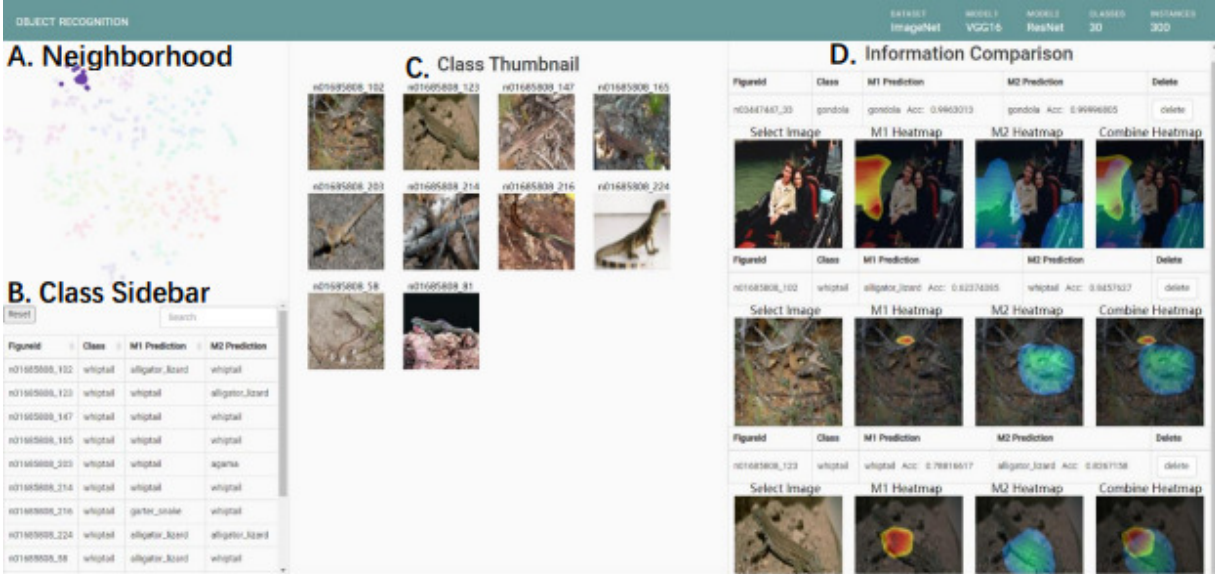 OBJECT RECOGNITION
DATASET MODEL1 MODEL2 CLASSES INSTANCES
ImageNet VGG16 ResNet 30 300
A. Neighborhood
B. Class Sidebar
Reset Search
FigureId Class M1 Prediction M2 Prediction
n01685808_102 whiptail alligator_lizard whiptail
n01685808_123 whiptail whiptail alligator_lizard
n01685808_147 whiptail whiptail whiptail
n01685808_165 whiptail whiptail whiptail
n01685808_203 whiptail whiptail agama
n01685808_214 whiptail whiptail whiptail
n01685808_216 whiptail garter_snake whiptail
n01685808_224 whiptail alligator_lizard alligator_lizard
n01685808_58 whiptail alligator_lizard whiptail
C. Class Thumbnail
n01685808_102 n01685808_123 n01685808_147 n01685808_165
n01685808_203 n01685808_214 n01685808_216 n01685808_224
n01685808_58 n01685808_81
D. Information Comparison
FigureId Class M1 Prediction M2 Prediction Delete
n03447447_33 gondola gondola Acc: 0.9963013 gondola Acc: 0.99996805 delete
Select Image M1 Heatmap M2 Heatmap Combine Heatmap
FigureId Class M1 Prediction M2 Prediction Delete
n01685808_102 whiptail alligator_lizard Acc: whiptail Acc: 0.8457627 delete
Select Image M1 Heatmap M2 Heatmap Combine Heatmap
FigureId Class M1 Prediction M2 Prediction Delete
n01685808_123 whiptail whiptail Acc: 0.78816617 alligator_lizard Acc: 0.8267158 delete
Select Image M1 Heatmap M2 Heatmap Combine Heatmap